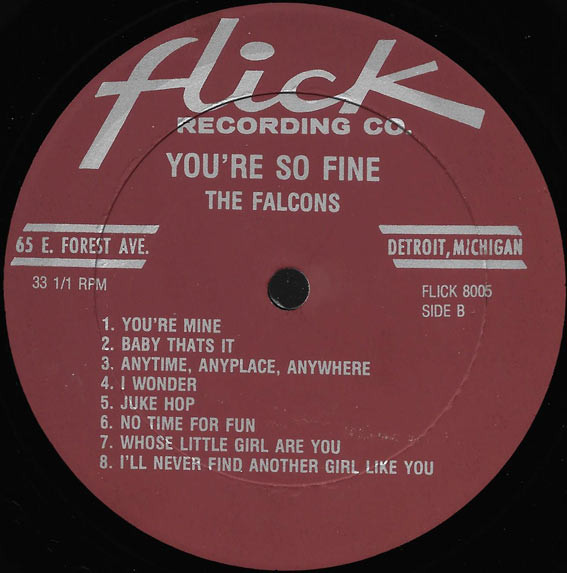 flick
RECORDING CO.
YOU'RE SO FINE
THE FALCONS
65 E. FOREST AVE.
DETROIT, MICHIGAN
33 1/1 RPM
FLICK 8005
SIDE B
1. YOU'RE MINE
2. BABY THATS IT
3. ANYTIME, ANYPLACE, ANYWHERE
4. I WONDER
5. JUKE HOP
6. NO TIME FOR FUN
7. WHOSE LITTLE GIRL ARE YOU
8. I'LL NEVER FIND ANOTHER GIRL LIKE YOU